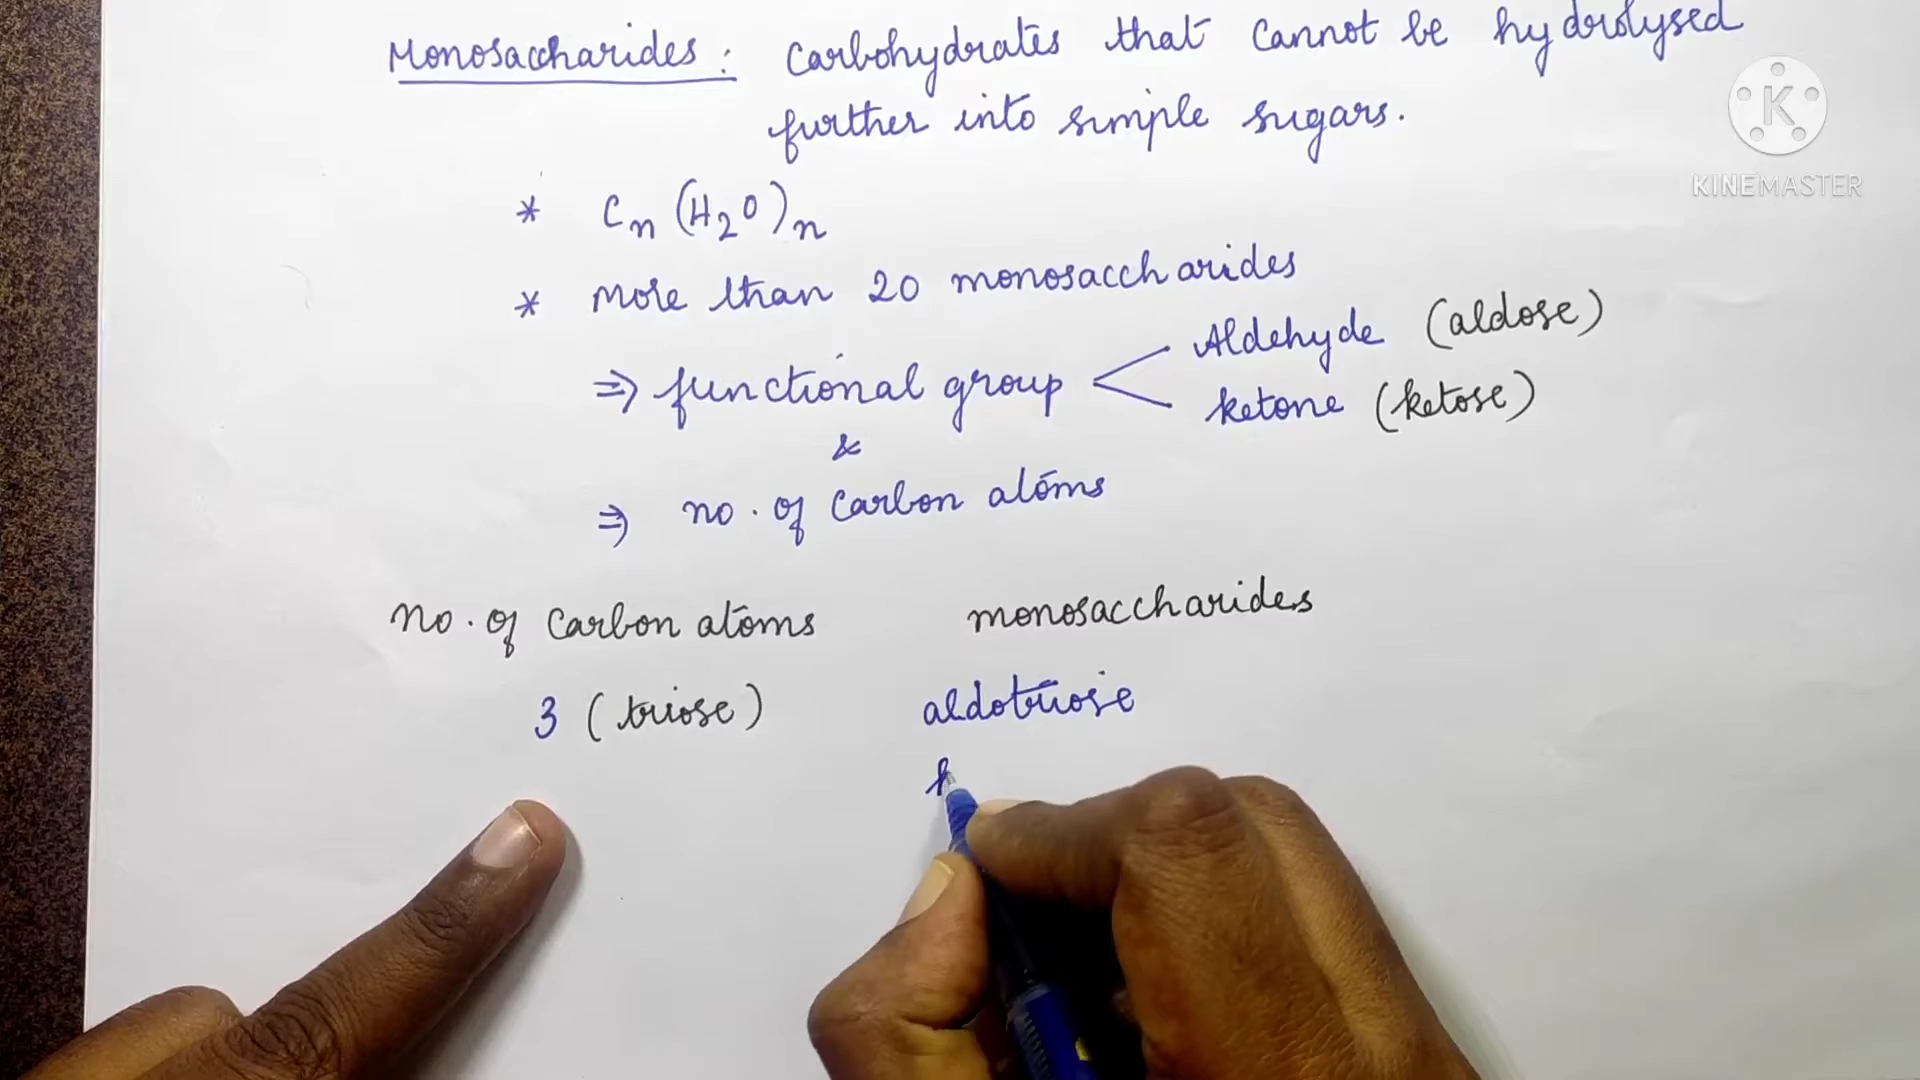 Monosaccharides : Carbohydrates that cannot be hydrolysed
further into simple sugars.
K
KINEMASTER
* Cn (H2O)n
* More than 20 monosaccharides
⇒ functional group < Aldehyde (aldose)
ketone (ketose)
&
⇒ no. of Carbon atoms
No. of Carbon atoms monosaccharides
3 (triose) aldotriose
k